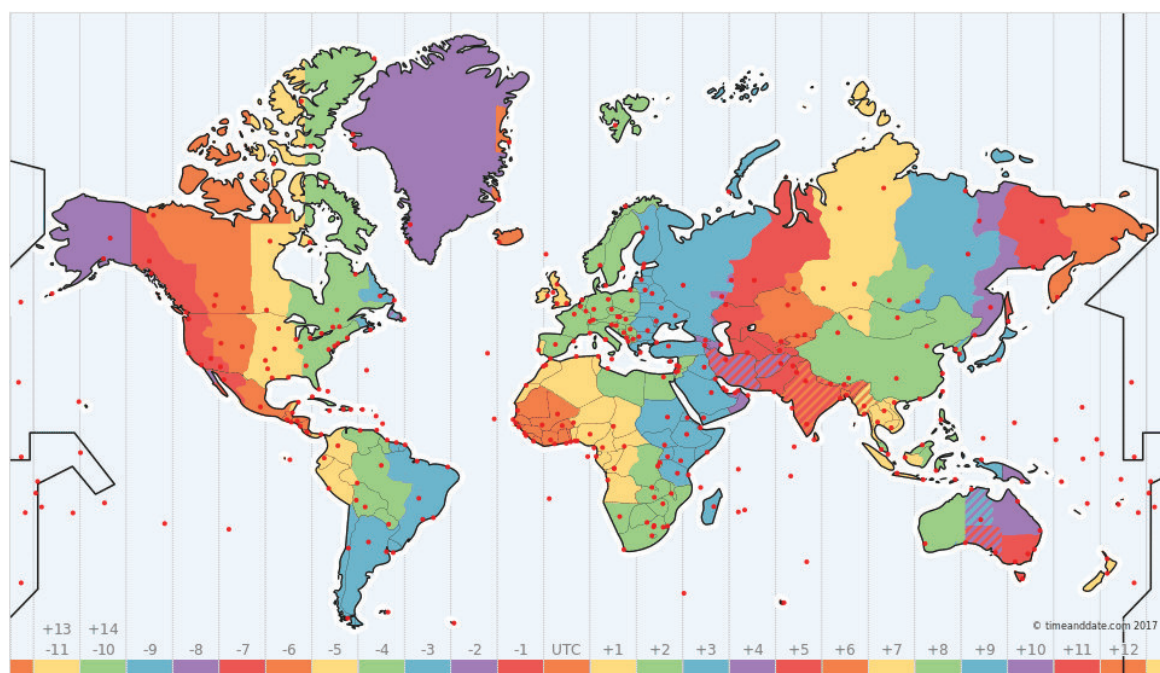 © timeanddate.com 2017
+13 +14
-11 -10 -9 -8 -7 -6 -5 -4 -3 -2 -1 UTC +1 +2 +3 +4 +5 +6 +7 +8 +9 +10 +11 +12